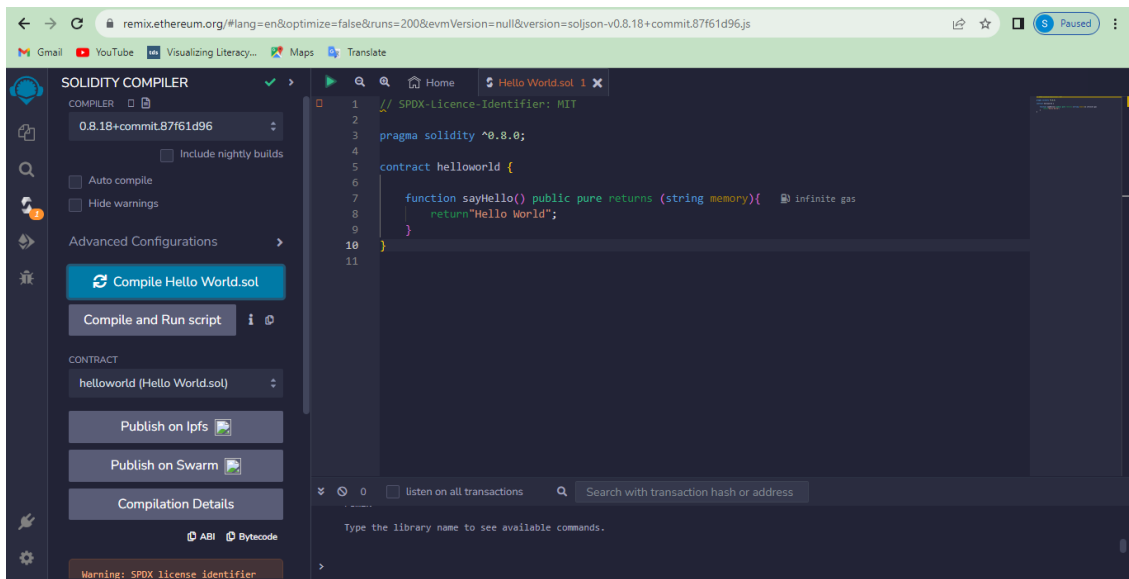 remix.ethereum.org/#lang=en&optimize=false&runs=200&evmVersion=null&version=soljson-v0.8.18+commit.87f61d96.js
S Paused
Gmail YouTube tds Visualizing Literacy... Maps Translate
SOLIDITY COMPILER
COMPILER
0.8.18+commit.87f61d96
Include nightly builds
Auto compile
Hide warnings
1
Advanced Configurations
Compile Hello World.sol
Compile and Run script
CONTRACT
helloworld (Hello World.sol)
Publish on Ipfs
Publish on Swarm
Compilation Details
ABI Bytecode
Warning: SPDX license identifier
Home Hello World.sol 1
1 // SPDX-Licence-Identifier: MIT
2
3 pragma solidity ^0.8.0;
4
5 contract helloworld {
6
7 function sayHello() public pure returns (string memory){ infinite gas
8 return"Hello World";
9 }
10 }
11
0 listen on all transactions Search with transaction hash or address
Type the library name to see available commands.
>